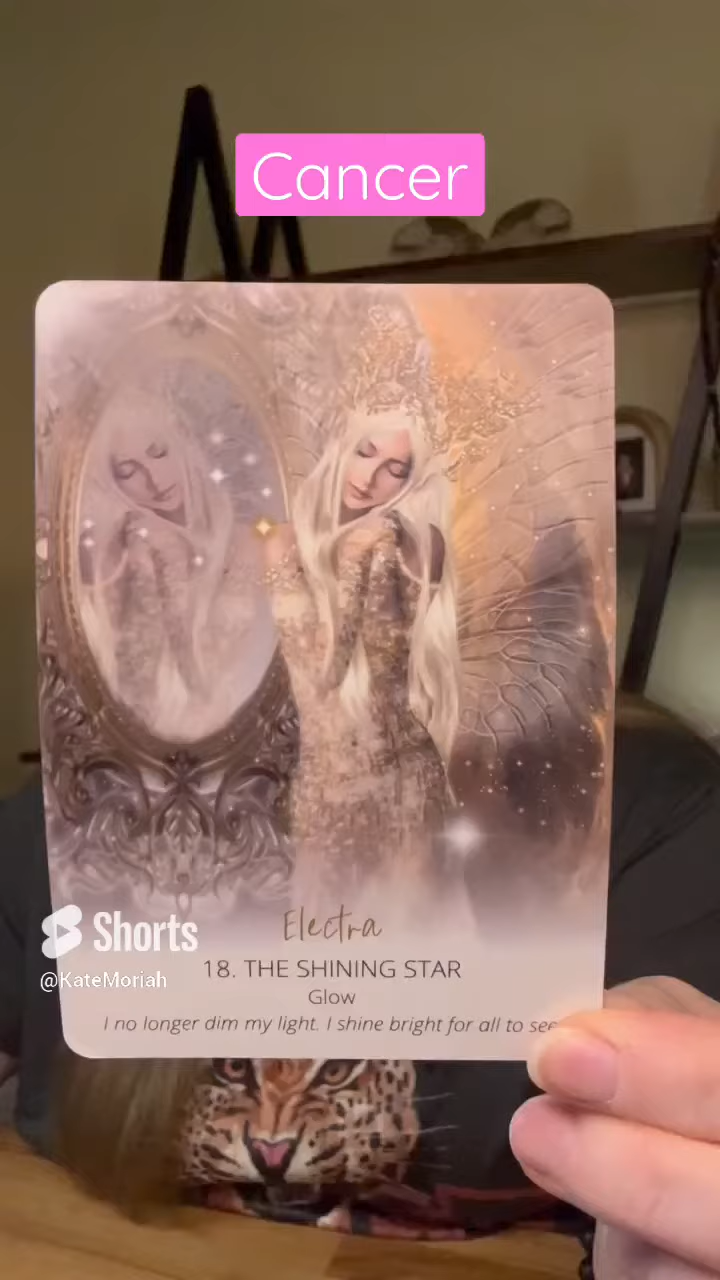 Cancer
Electra
18. THE SHINING STAR
Glow
I no longer dim my light. I shine bright for all to see
Shorts
@KateMoriah